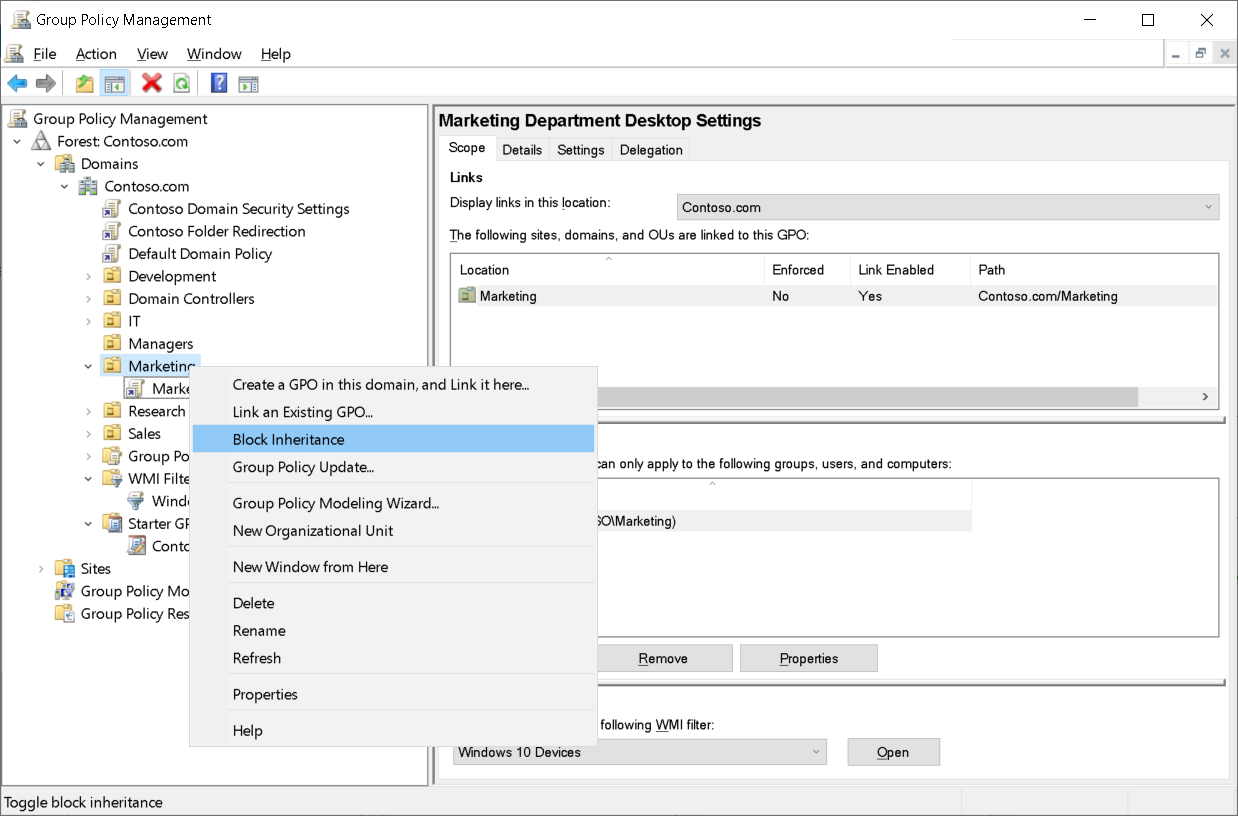 Group Policy Management
File Action View Window Help
Group Policy Management
Forest: Contoso.com
Domains
Contoso.com
Contoso Domain Security Settings
Contoso Folder Redirection
Default Domain Policy
Development
Domain Controllers
IT
Managers
Marketing
Marke
Research
Sales
Group Po
WMI Filte
Windo
Starter GP
Conto
Sites
Group Policy Mo
Group Policy Res
Create a GPO in this domain, and Link it here...
Link an Existing GPO...
Block Inheritance
Group Policy Update...
Group Policy Modeling Wizard...
New Organizational Unit
New Window from Here
Delete
Rename
Refresh
Properties
Help
Marketing Department Desktop Settings
Scope Details Settings Delegation
Links
Display links in this location: Contoso.com
The following sites, domains, and OUs are linked to this GPO:
Location Enforced Link Enabled Path
Marketing No Yes Contoso.com/Marketing
can only apply to the following groups, users, and computers:
SO\Marketing)
Remove Properties
following WMI filter:
Windows 10 Devices Open
Toggle block inheritance